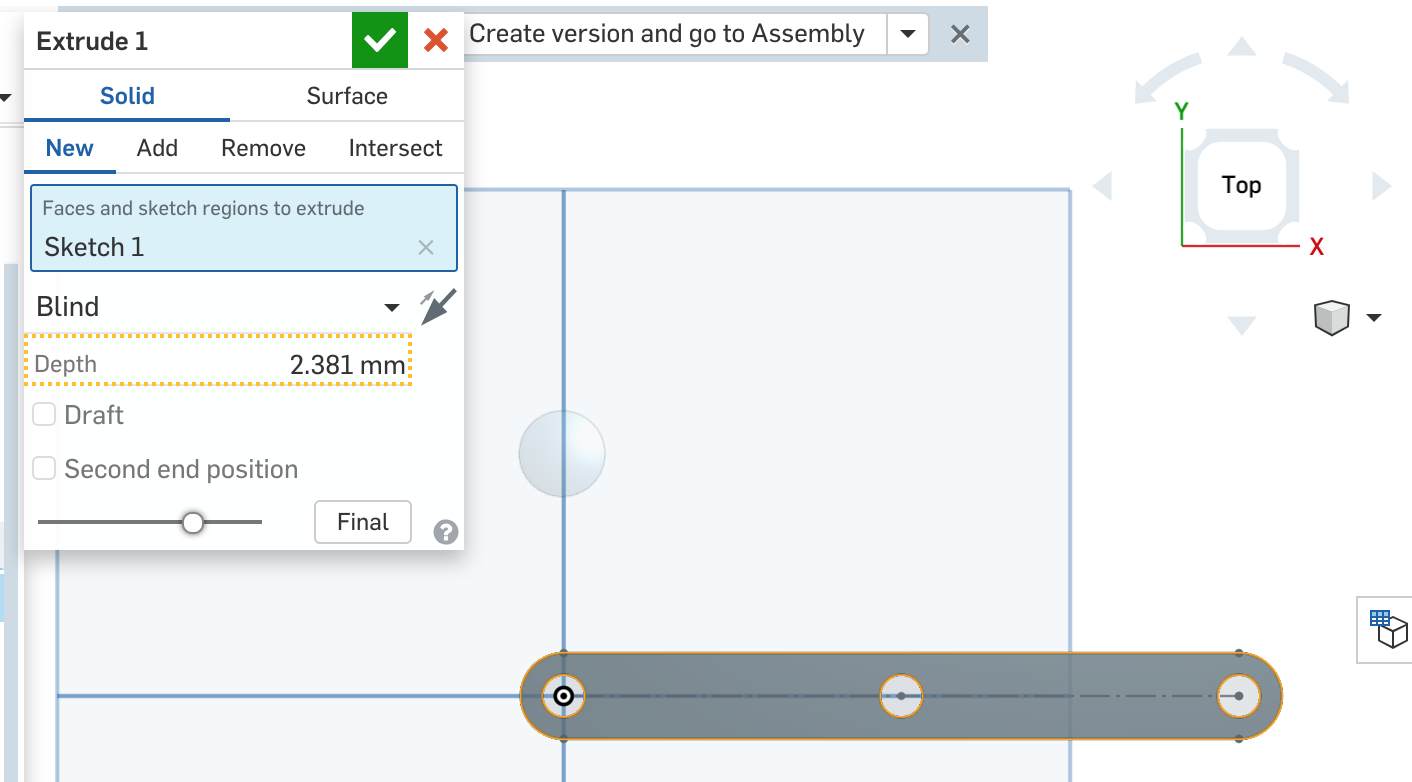 Extrude 1
Create version and go to Assembly
Solid Surface
New Add Remove Intersect
Faces and sketch regions to extrude
Sketch 1
Blind
Depth 2.381 mm
Draft
Second end position
Final
?
Y
Top
X